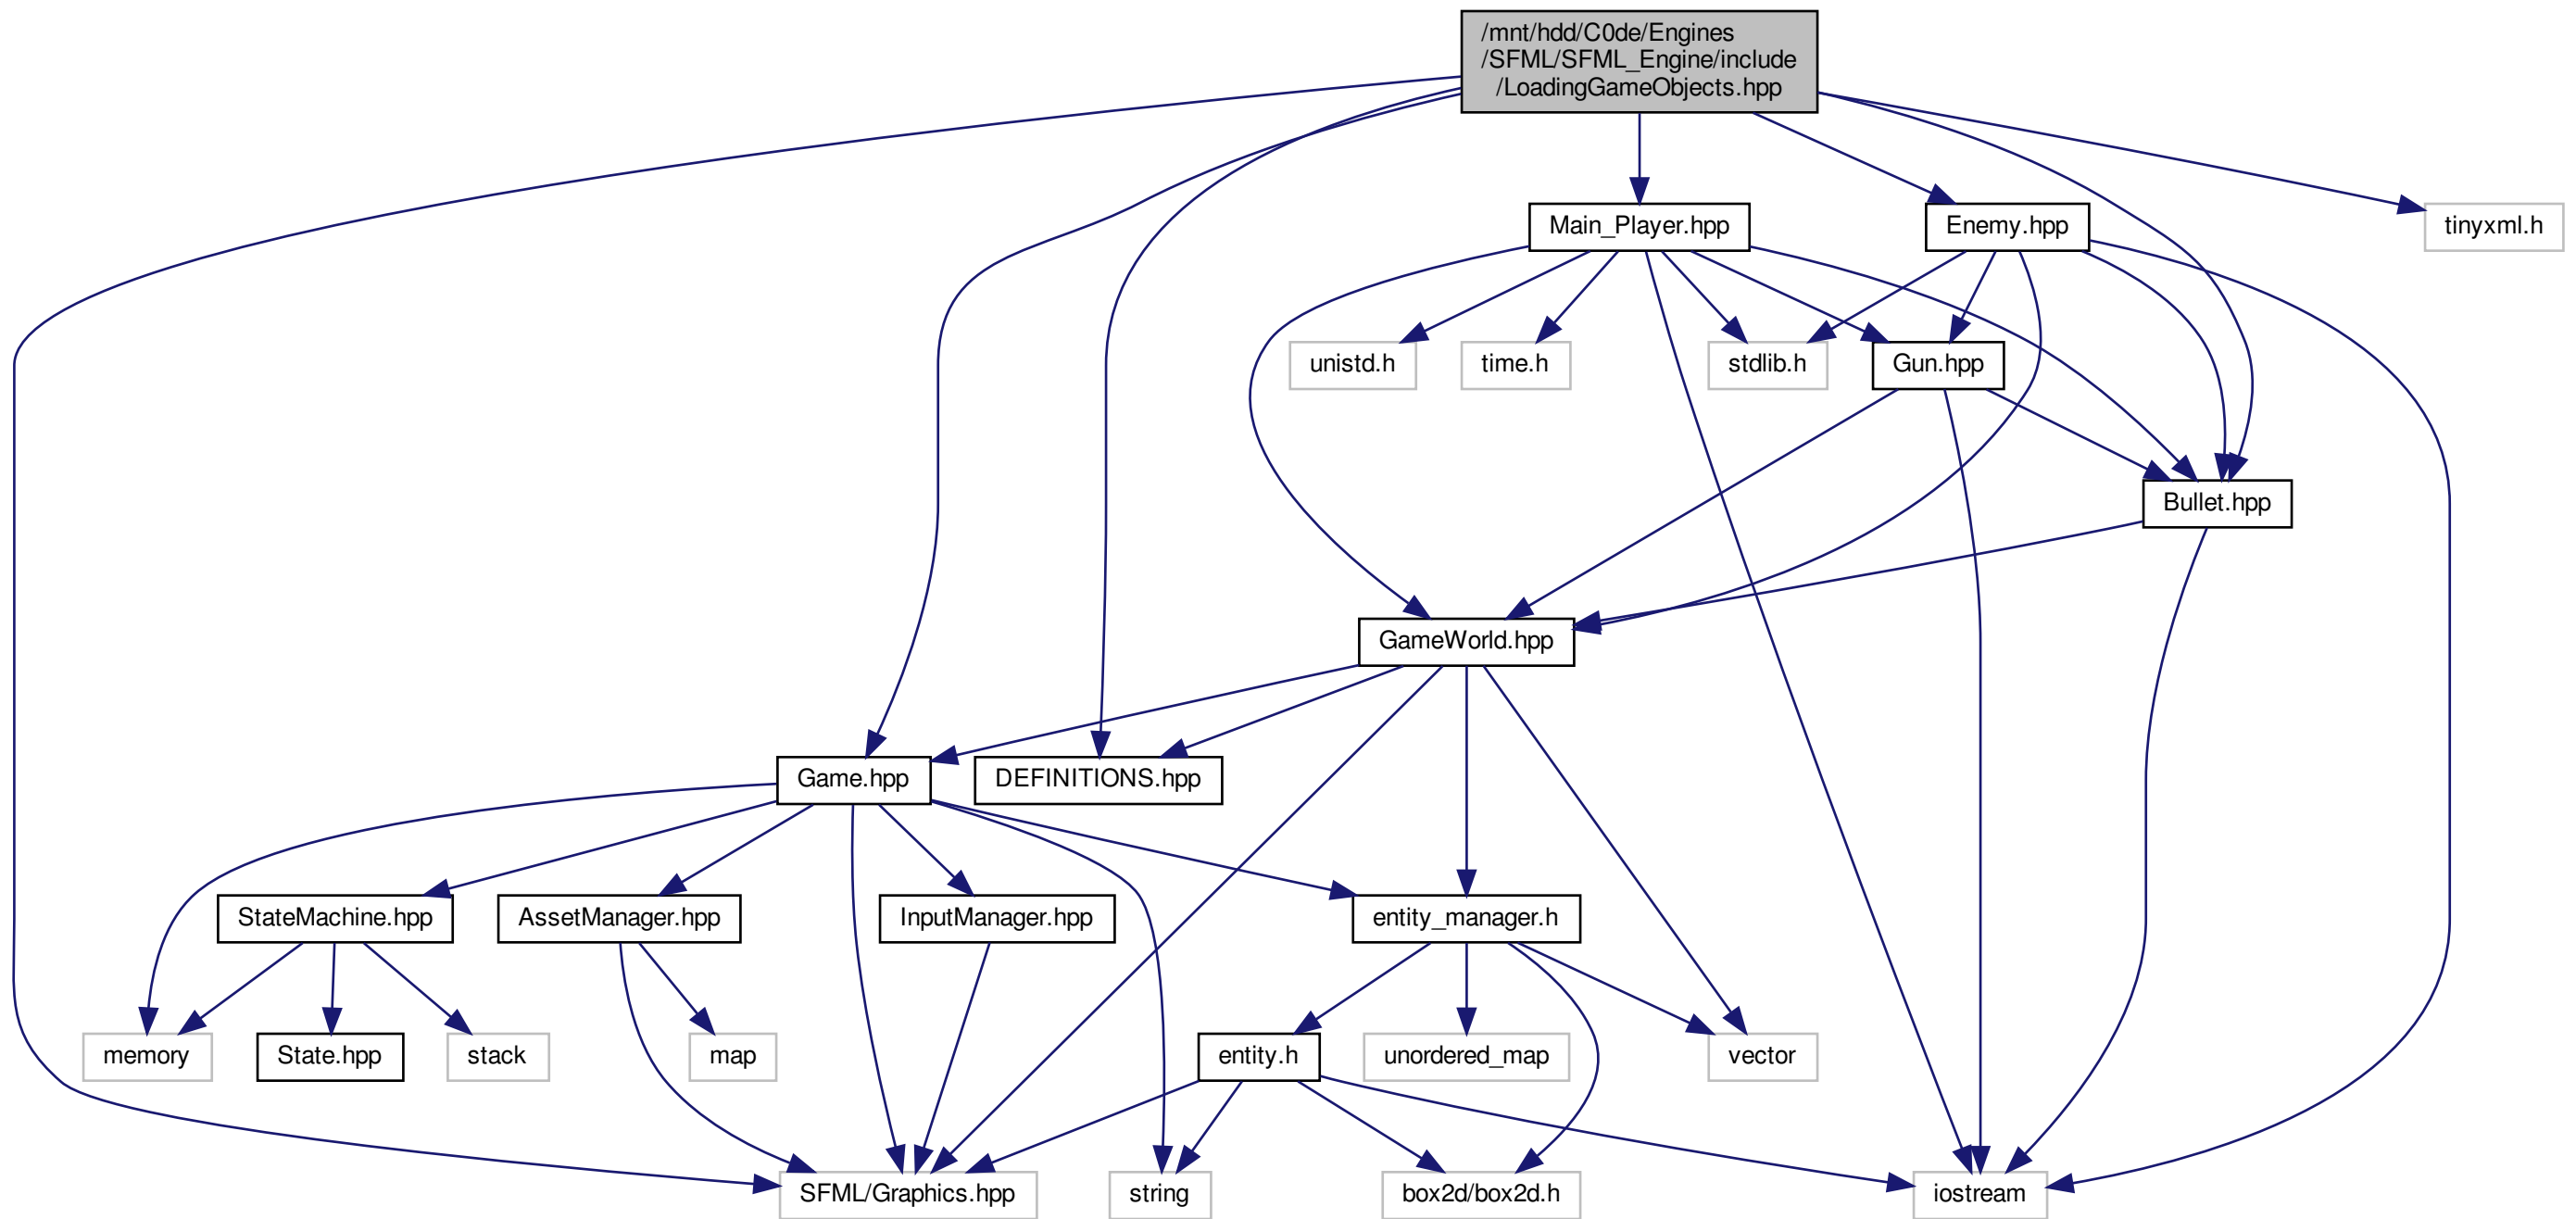 /mnt/hdd/C0de/Engines
/SFML/SFML_Engine/include
/LoadingGameObjects.hpp
Main_Player.hpp
Enemy.hpp
tinyxml.h
unistd.h
time.h
stdlib.h
Gun.hpp
Bullet.hpp
GameWorld.hpp
Game.hpp
DEFINITIONS.hpp
StateMachine.hpp
AssetManager.hpp
InputManager.hpp
entity_manager.h
memory
State.hpp
stack
map
entity.h
unordered_map
vector
SFML/Graphics.hpp
string
box2d/box2d.h
iostream